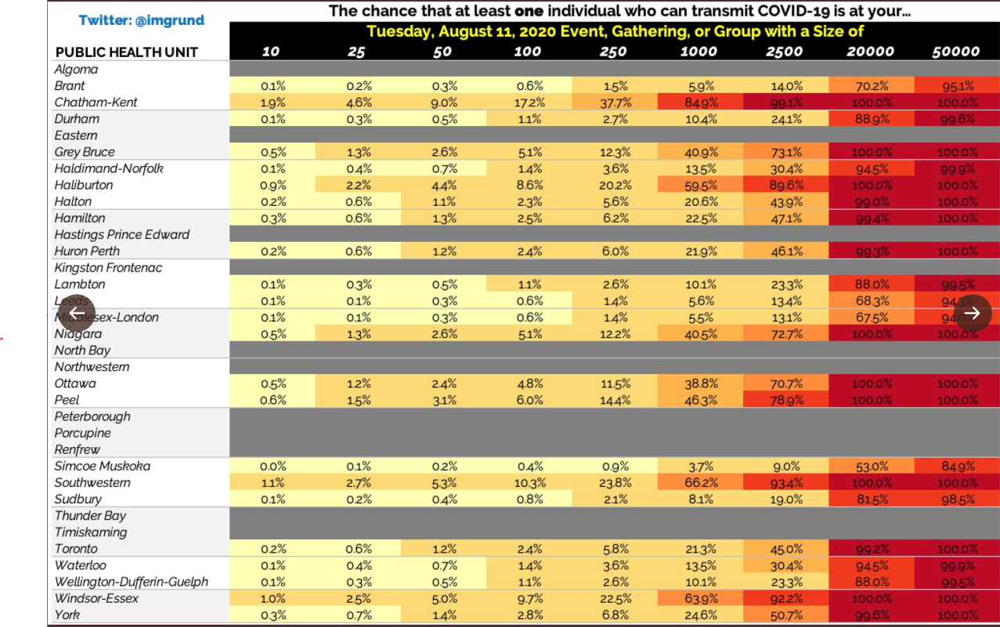 The chance that at least one individual who can transmit COVID-19 is at your...
Twitter: @imgrund
Tuesday, August 11, 2020 Event, Gathering, or Group with a Size of
PUBLIC HEALTH UNIT 10 25 50 100 250 1000 2500 20000 50000
Algoma
Brant 0.1% 0.2% 0.3% 0.6% 1.5% 5.9% 14.0% 70.2% 95.1%
Chatham-Kent 1.9% 4.6% 9.0% 17.2% 37.7% 84.9% 99.1% 100.0% 100.0%
Durham 0.1% 0.3% 0.5% 1.1% 2.7% 10.4% 24.1% 88.9% 99.6%
Eastern
Grey Bruce 0.5% 1.3% 2.6% 5.1% 12.3% 40.9% 73.1% 100.0% 100.0%
Haldimand-Norfolk 0.1% 0.4% 0.7% 1.4% 3.6% 13.5% 30.4% 94.5% 99.9%
Haliburton 0.9% 2.2% 4.4% 8.6% 20.2% 59.5% 89.6% 100.0% 100.0%
Halton 0.2% 0.6% 1.1% 2.3% 5.6% 20.6% 43.9% 99.0% 100.0%
Hamilton 0.3% 0.6% 1.3% 2.5% 6.2% 22.5% 47.1% 99.4% 100.0%
Hastings Prince Edward
Huron Perth 0.2% 0.6% 1.2% 2.4% 6.0% 21.9% 46.1% 99.3% 100.0%
Kingston Frontenac
Lambton 0.1% 0.3% 0.5% 1.1% 2.6% 10.1% 23.3% 88.0% 99.5%
Leeds 0.1% 0.1% 0.3% 0.6% 1.4% 5.6% 13.4% 68.3% 94.3%
Middlesex-London 0.1% 0.1% 0.3% 0.6% 1.4% 5.5% 13.1% 67.5% 94.0%
Niagara 0.5% 1.3% 2.6% 5.1% 12.2% 40.5% 72.7% 100.0% 100.0%
North Bay
Northwestern
Ottawa 0.5% 1.2% 2.4% 4.8% 11.5% 38.8% 70.7% 100.0% 100.0%
Peel 0.6% 1.5% 3.1% 6.0% 14.4% 46.3% 78.9% 100.0% 100.0%
Peterborough
Porcupine
Renfrew
Simcoe Muskoka 0.0% 0.1% 0.2% 0.4% 0.9% 3.7% 9.0% 53.0% 84.9%
Southwestern 1.1% 2.7% 5.3% 10.3% 23.8% 66.2% 93.4% 100.0% 100.0%
Sudbury 0.1% 0.2% 0.4% 0.8% 2.1% 8.1% 19.0% 81.5% 98.5%
Thunder Bay
Timiskaming
Toronto 0.2% 0.6% 1.2% 2.4% 5.8% 21.3% 45.0% 99.2% 100.0%
Waterloo 0.1% 0.4% 0.7% 1.4% 3.6% 13.5% 30.4% 94.5% 99.9%
Wellington-Dufferin-Guelph 0.1% 0.3% 0.5% 1.1% 2.6% 10.1% 23.3% 88.0% 99.5%
Windsor-Essex 1.0% 2.5% 5.0% 9.7% 22.5% 63.9% 92.2% 100.0% 100.0%
York 0.3% 0.7% 1.4% 2.8% 6.8% 24.6% 50.7% 99.6% 100.0%